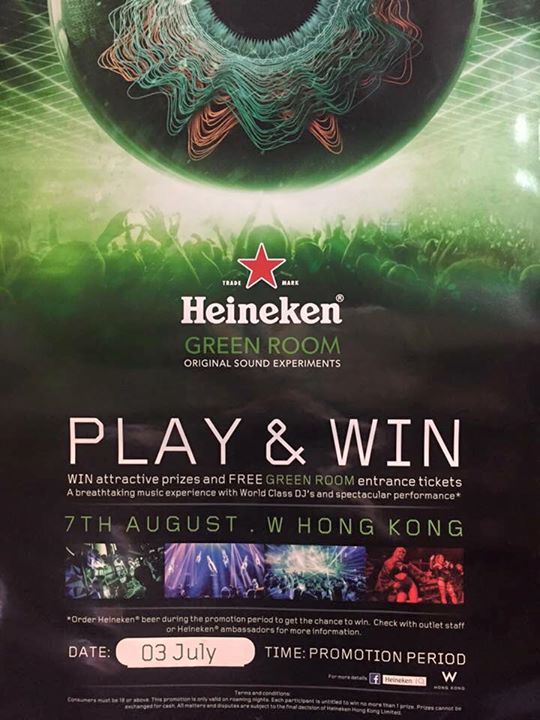 TRADE MARK
Heineken®
GREEN ROOM
ORIGINAL SOUND EXPERIMENTS
PLAY & WIN
WIN attractive prizes and FREE GREEN ROOM entrance tickets
A breathtaking music experience with World Class DJ's and spectacular performance*
7TH AUGUST . W HONG KONG
*Order Heineken® beer during the promotion period to get the chance to win. Check with outlet staff
or Heineken® ambassadors for more information.
DATE: 03 July TIME: PROMOTION PERIOD
For more details f Heineken
W
HONG KONG
Terms and conditions:
Consumers must be 18 or above. This promotion is only valid on roaming nights. Each participant is untitled to win no more than 1 prize. Prizes cannot be
exchanged for cash. All matters and disputes are subject to the final decision of Heineken Hong Kong Limited.